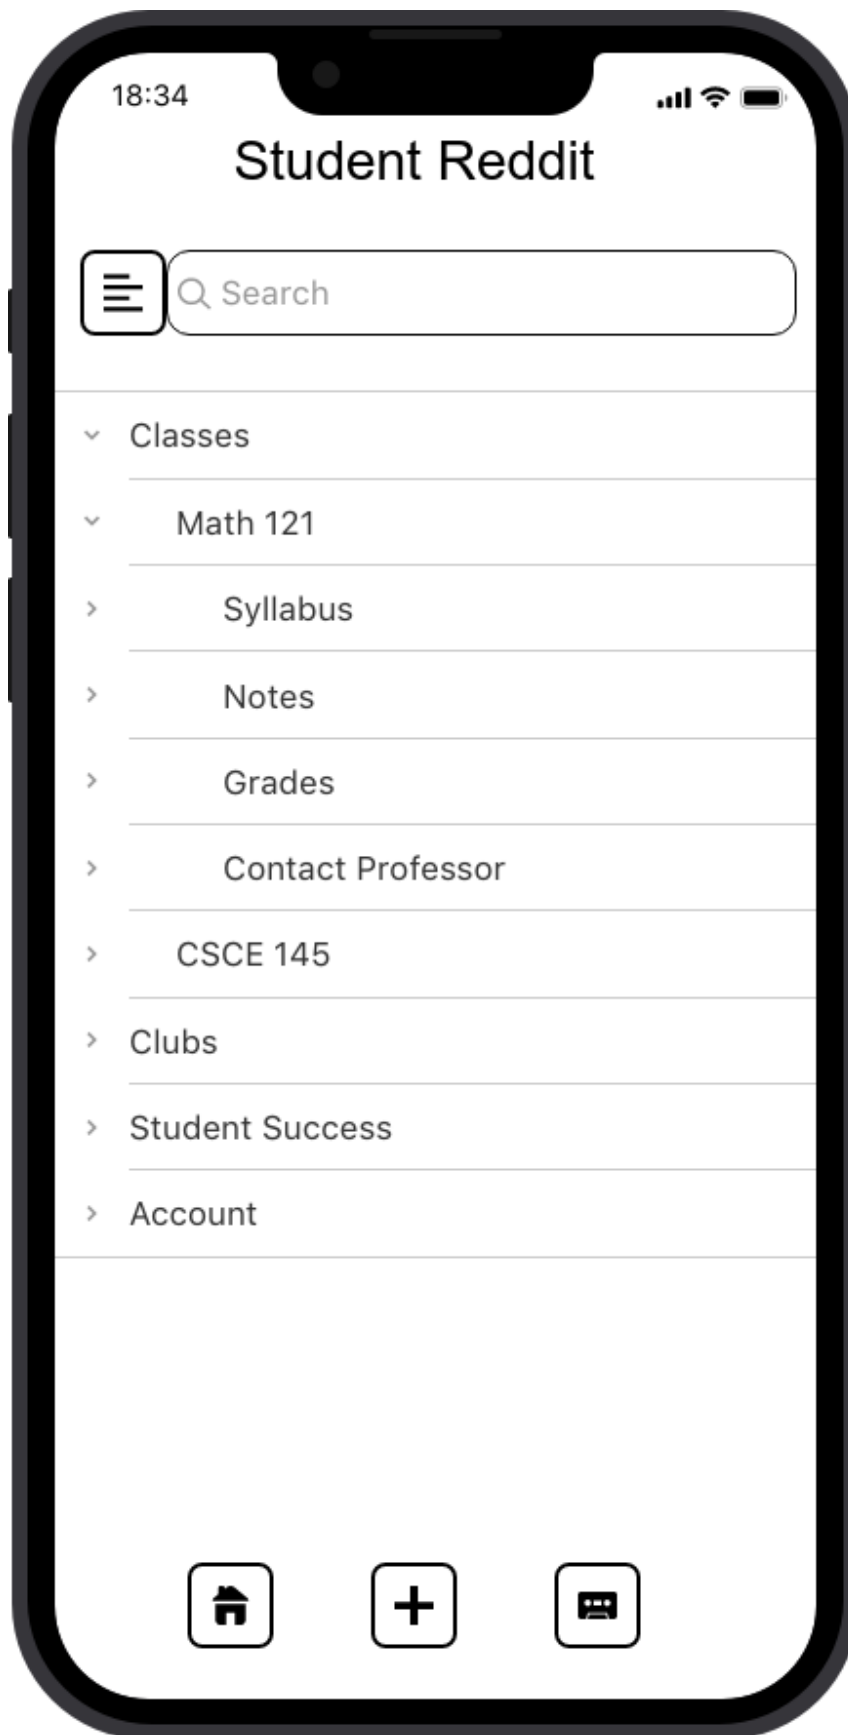 18:34
Student Reddit
Search
Classes
Math 121
Syllabus
Notes
Grades
Contact Professor
CSCE 145
Clubs
Student Success
Account